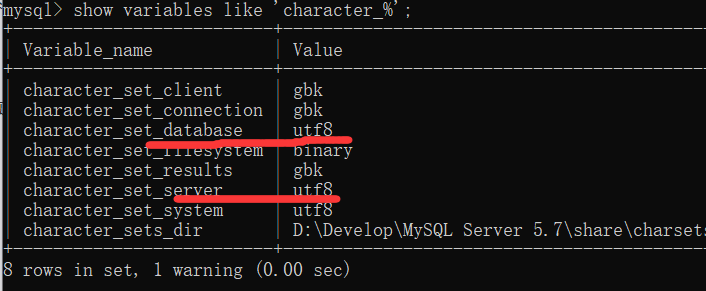 mysql> show variables like 'character_%';
Variable_name | Value
character_set_client | gbk
character_set_connection | gbk
character_set_database | utf8
character_set_filesystem | binary
character_set_results | gbk
character_set_server | utf8
character_set_system | utf8
character_sets_dir | D:\Develop\MySQL Server 5.7\share\charsets
8 rows in set, 1 warning (0.00 sec)